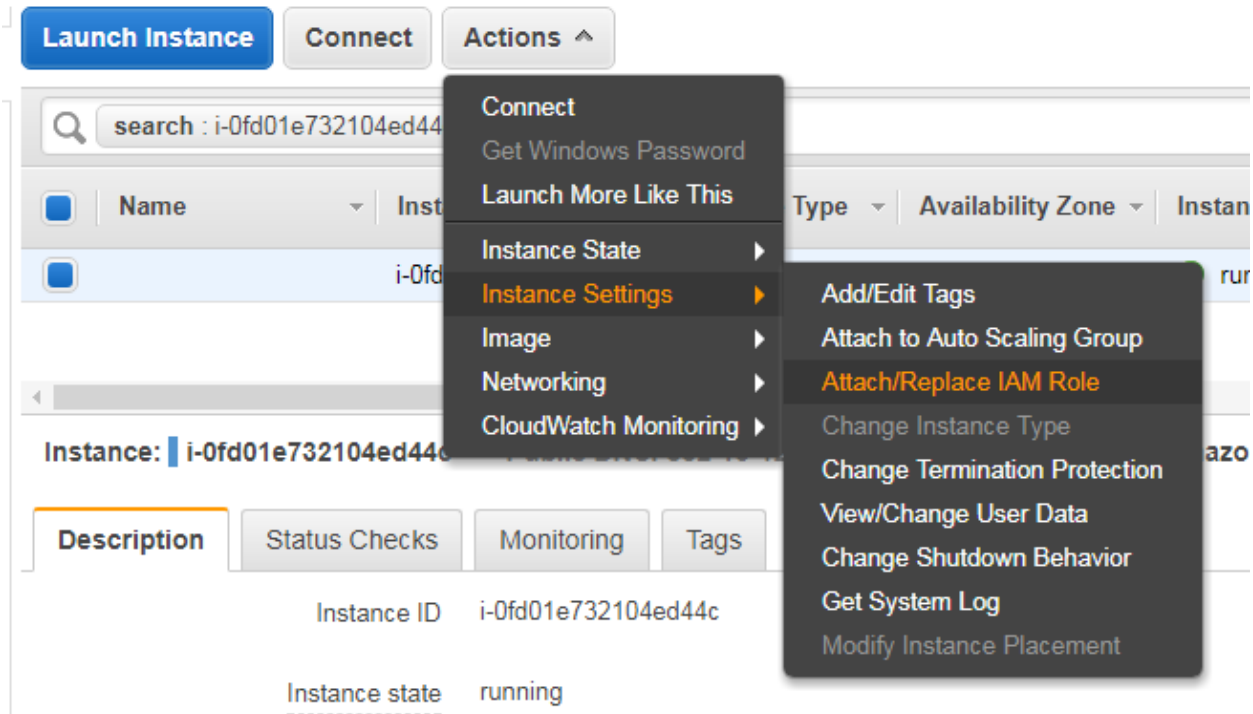 Launch Instance Connect Actions
search : i-0fd01e732104ed44
Connect
Get Windows Password
Launch More Like This
Instance State
Instance Settings
Image
Networking
CloudWatch Monitoring
Name Inst Type Availability Zone Instan
i-0fd run
Add/Edit Tags
Attach to Auto Scaling Group
Attach/Replace IAM Role
Change Instance Type
Change Termination Protection
View/Change User Data
Change Shutdown Behavior
Get System Log
Modify Instance Placement
Instance: i-0fd01e732104ed44c azo
Description Status Checks Monitoring Tags
Instance ID i-0fd01e732104ed44c
Instance state running